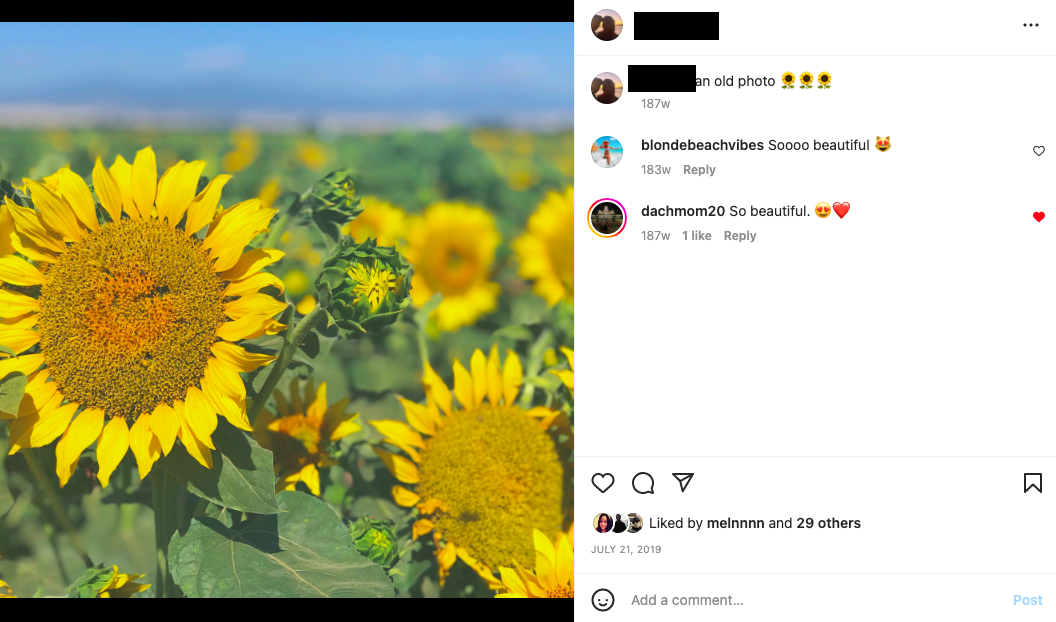 an old photo 🌻🌻🌻
187w
blondebeachvibes Soooo beautiful 😻
183w Reply
dachmom20 So beautiful. 😍❤️
187w 1 like Reply
Liked by melnnnn and 29 others
JULY 21, 2019
Add a comment...
Post